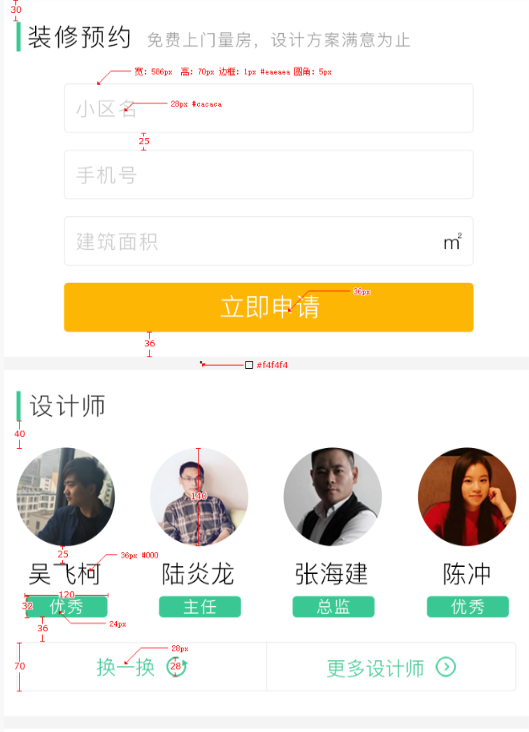 30
装修预约 免费上门量房，设计方案满意为止
宽：586px 高：70px 边框：1px #eaeaea 圆角：5px
小区名 28px #cacaca
25
手机号
建筑面积 m²
立即申请 36px
36
#f4f4f4
设计师
40
140
25
36px #000
吴飞柯 陆炎龙 张海建 陈冲
120
32 优秀 主任 总监 优秀
24px
36
28px
70 换一换 28 更多设计师